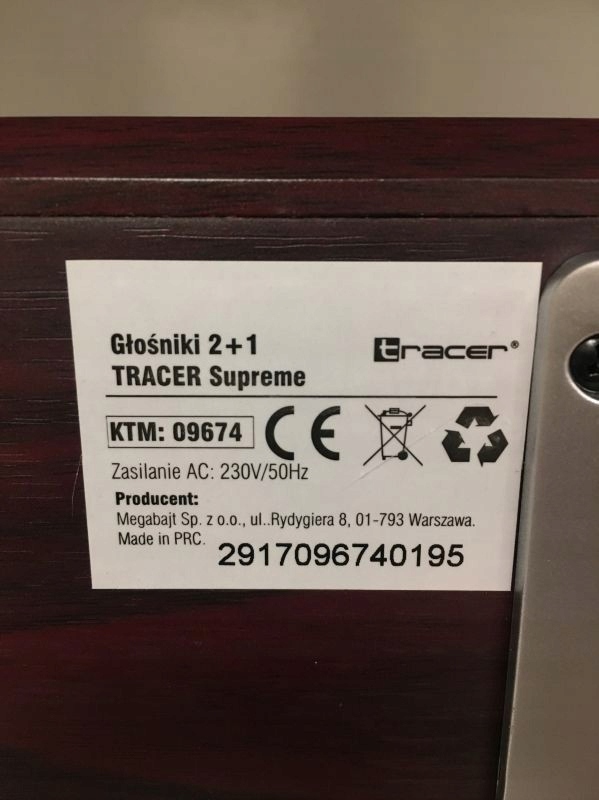 Głośniki 2+1
TRACER Supreme
tracer®
KTM: 09674
CE
Zasilanie AC: 230V/50Hz
Producent:
Megabajt Sp. z o.o., ul..Rydygiera 8, 01-793 Warszawa.
Made in PRC.
2917096740195